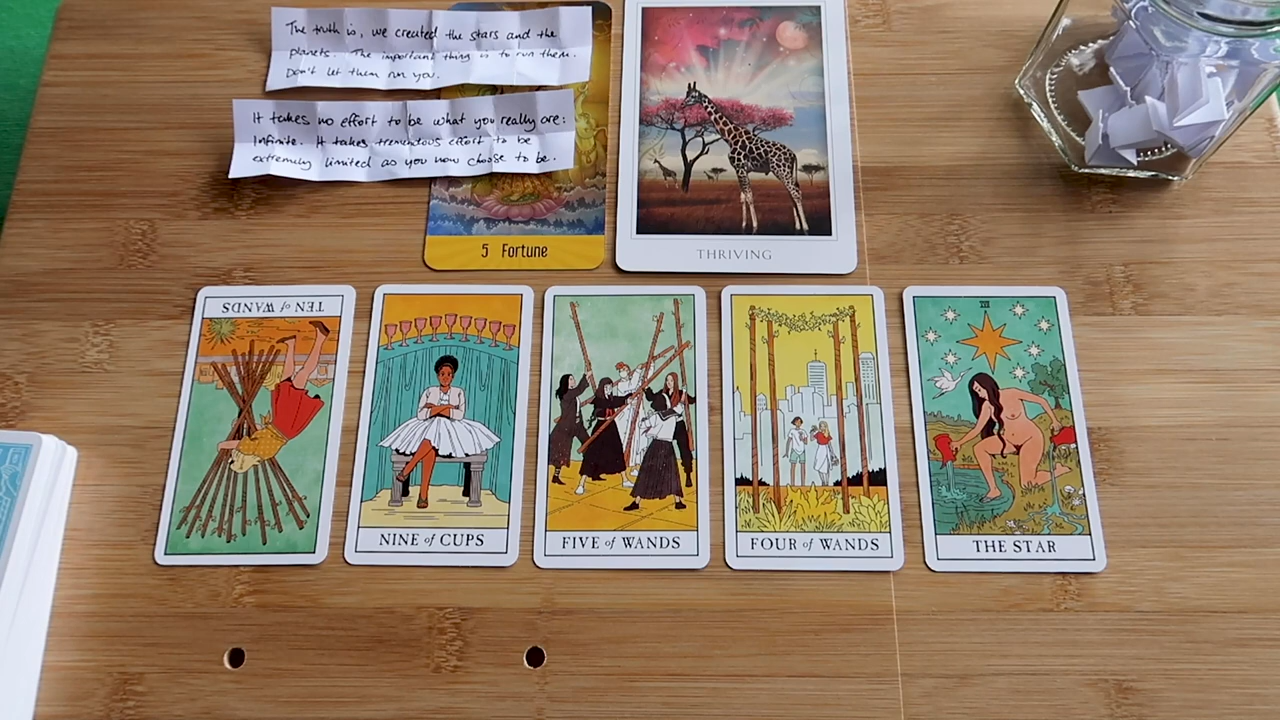 The truth is, we created the stars and the
planets. The important thing is to run them.
Don't let them run you.
It takes no effort to be what you really are:
Infinite. It takes tremendous effort to be
extremely limited as you now choose to be.
5 Fortune
THRIVING
TEN of WANDS
NINE of CUPS
FIVE of WANDS
FOUR of WANDS
XVII
THE STAR